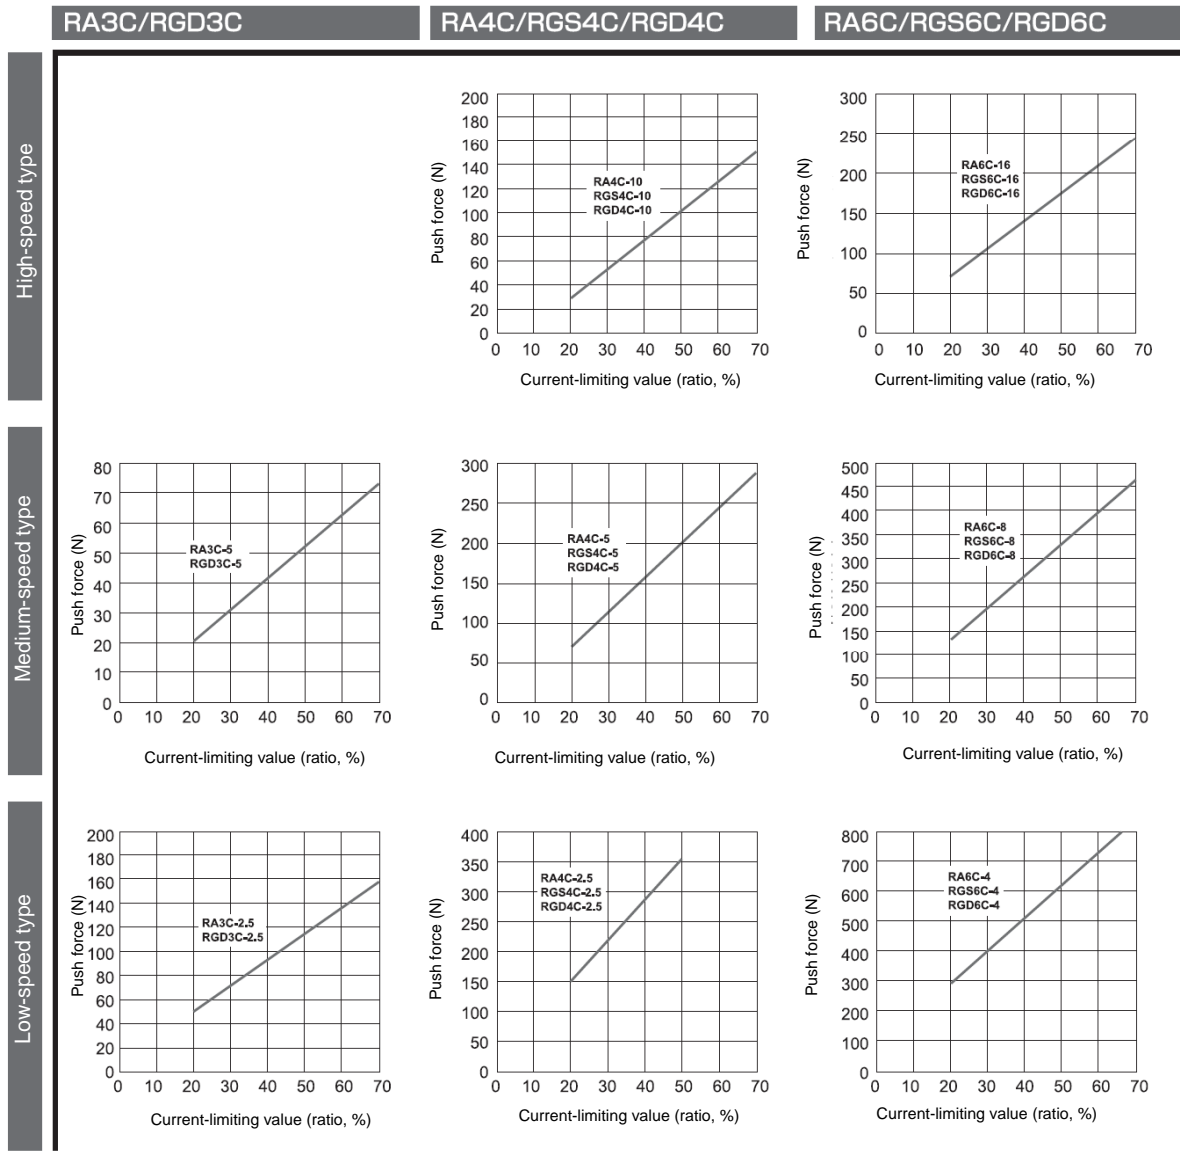 RA3C/RGD3C
RA4C/RGS4C/RGD4C
RA6C/RGS6C/RGD6C
High-speed type
Push force (N)
200
180
160
140
120
100
80
60
40
20
0
RA4C-10
RGS4C-10
RGD4C-10
0 10 20 30 40 50 60 70
Current-limiting value (ratio, %)
Push force (N)
300
250
200
150
100
50
0
RA6C-16
RGS6C-16
RGD6C-16
0 10 20 30 40 50 60 70
Current-limiting value (ratio, %)
Medium-speed type
Push force (N)
80
70
60
50
40
30
20
10
0
RA3C-5
RGD3C-5
0 10 20 30 40 50 60 70
Current-limiting value (ratio, %)
Push force (N)
300
250
200
150
100
50
0
RA4C-5
RGS4C-5
RGD4C-5
0 10 20 30 40 50 60 70
Current-limiting value (ratio, %)
Push force (N)
500
450
400
350
300
250
200
150
100
50
0
RA6C-8
RGS6C-8
RGD6C-8
0 10 20 30 40 50 60 70
Current-limiting value (ratio, %)
Low-speed type
Push force (N)
200
180
160
140
120
100
80
60
40
20
0
RA3C-2.5
RGD3C-2.5
0 10 20 30 40 50 60 70
Current-limiting value (ratio, %)
Push force (N)
400
350
300
250
200
150
100
50
0
RA4C-2.5
RGS4C-2.5
RGD4C-2.5
0 10 20 30 40 50 60 70
Current-limiting value (ratio, %)
Push force (N)
800
700
600
500
400
300
200
100
0
RA6C-4
RGS6C-4
RGD6C-4
0 10 20 30 40 50 60 70
Current-limiting value (ratio, %)